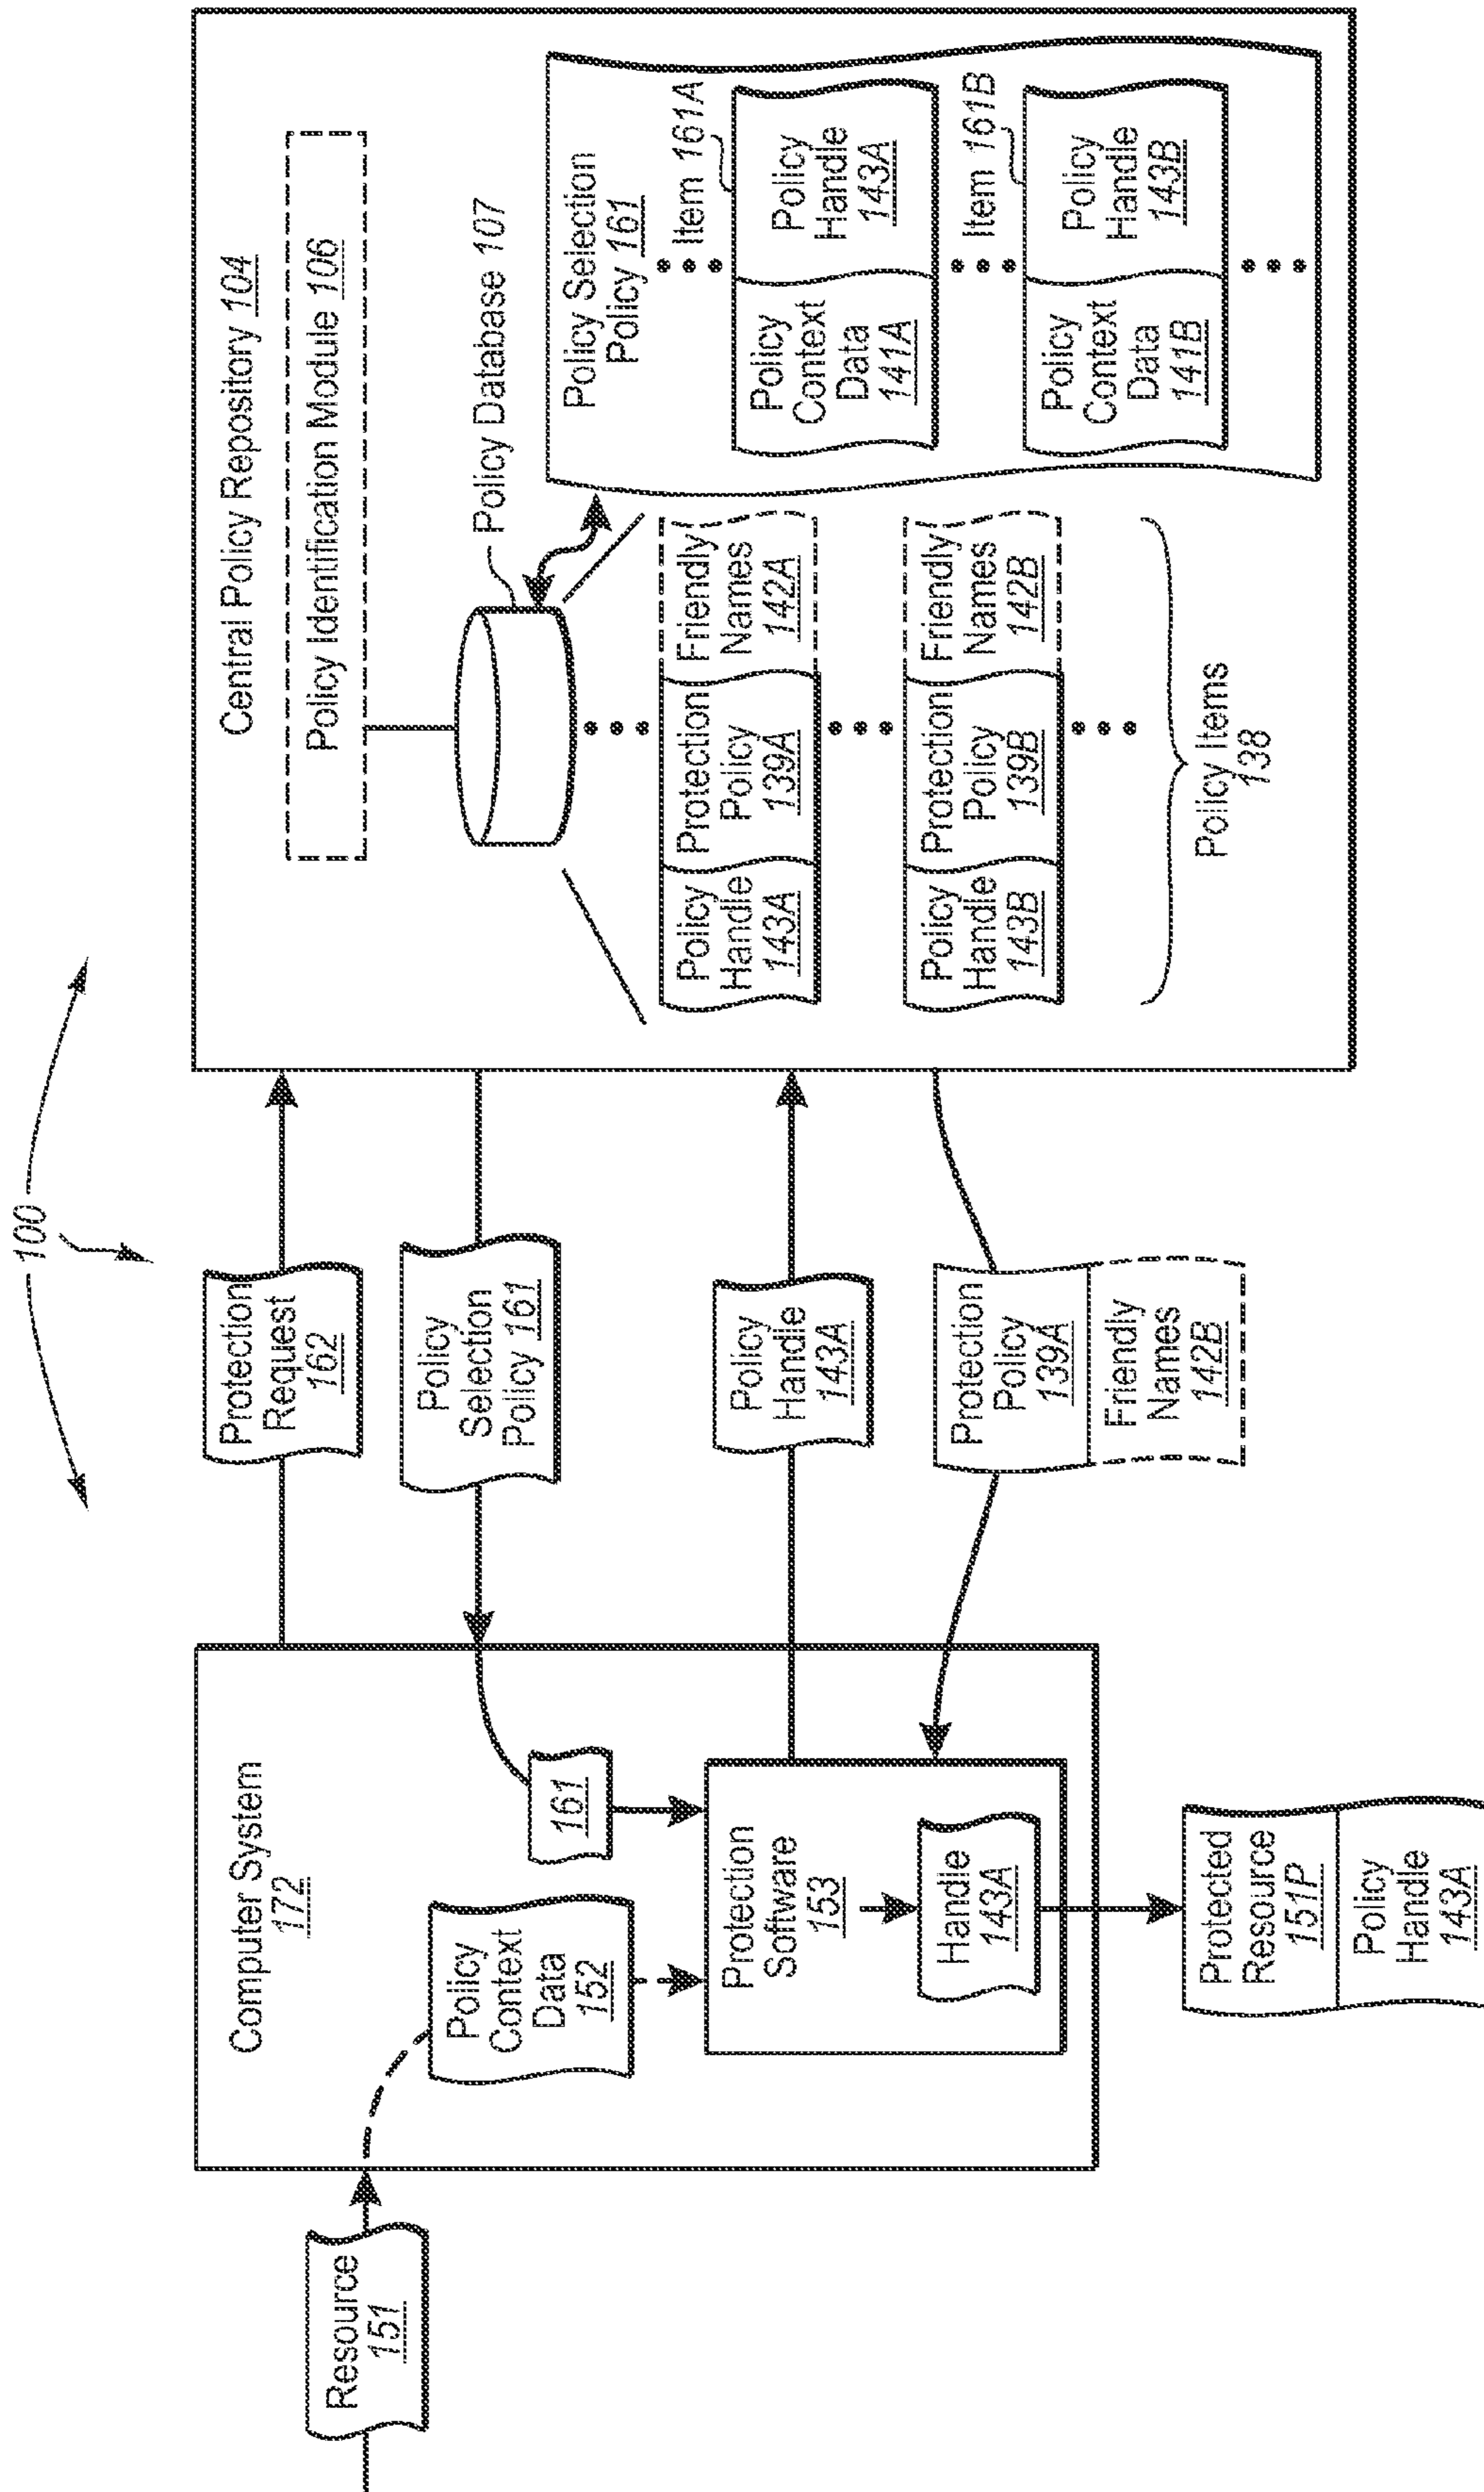 100
Resource
151
Computer System
172
Policy
Context
Data
152
161
Protection
Software
153
Handle
143A
Protected
Resource
151P
Policy
Handle
143A
Protection
Request
162
Policy
Selection
Policy 161
Policy
Handle
143A
Protection
Policy
139A
Friendly
Names
142B
Central Policy Repository 104
Policy Identification Module 106
Policy Database 107
Policy
Handle
143A
Protection
Policy
139A
Friendly
Names
142A
Policy
Handle
143B
Protection
Policy
139B
Friendly
Names
142B
Policy Items
138
Policy Selection
Policy 161
Item 161A
Policy
Context
Data
141A
Policy
Handle
143A
Item 161B
Policy
Context
Data
141B
Policy
Handle
143B